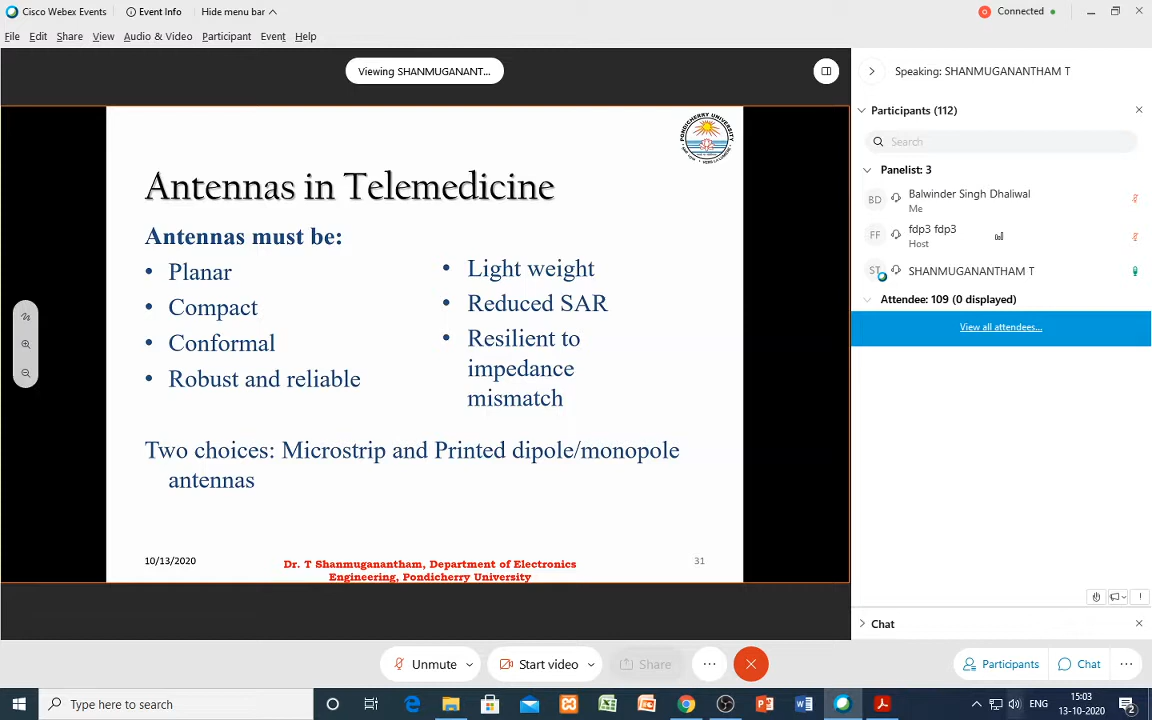 Cisco Webex Events
Event Info
Hide menu bar
Connected
File Edit Share View Audio & Video Participant Event Help
Viewing SHANMUGANANT...
Speaking: SHANMUGANANTHAM T
Participants (112)
Search
Panelist: 3
BD Balwinder Singh Dhaliwal
Me
FF fdp3 fdp3
Host
ST SHANMUGANANTHAM T
Attendee: 109 (0 displayed)
View all attendees...
PONDICHERRY UNIVERSITY
Antennas in Telemedicine
Antennas must be:
• Planar
• Compact
• Conformal
• Robust and reliable
• Light weight
• Reduced SAR
• Resilient to
impedance
mismatch
Two choices: Microstrip and Printed dipole/monopole
antennas
10/13/2020
Dr. T Shanmuganantham, Department of Electronics
Engineering, Pondicherry University
31
Chat
Unmute
Start video
Share
Participants
Chat
Type here to search
ENG
15:03
13-10-2020
2